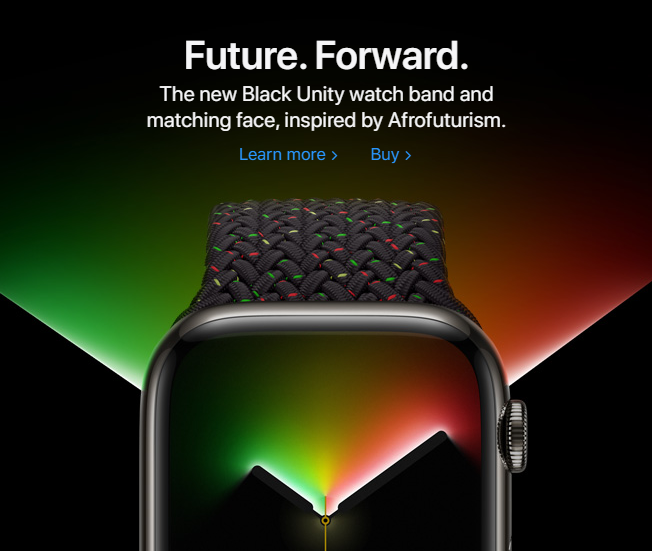 Future. Forward.
The new Black Unity watch band and
matching face, inspired by Afrofuturism.
Learn more > Buy >